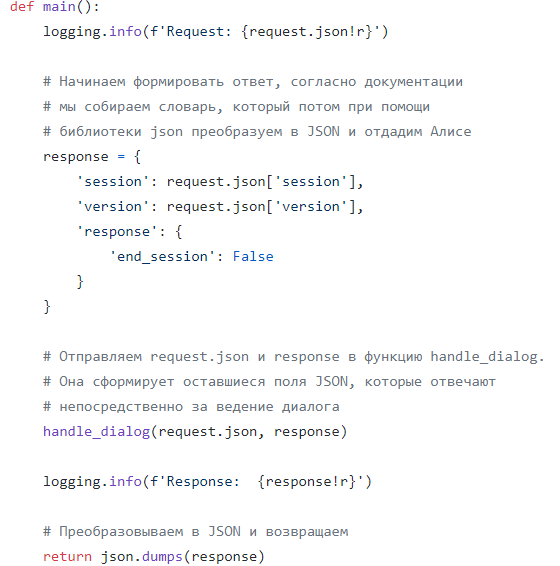 def main():
    logging.info(f'Request: {request.json!r}')

    # Начинаем формировать ответ, согласно документации
    # мы собираем словарь, который потом при помощи
    # библиотеки json преобразуем в JSON и отдадим Алисе
    response = {
        'session': request.json['session'],
        'version': request.json['version'],
        'response': {
            'end_session': False
        }
    }

    # Отправляем request.json и response в функцию handle_dialog.
    # Она сформирует оставшиеся поля JSON, которые отвечают
    # непосредственно за ведение диалога
    handle_dialog(request.json, response)

    logging.info(f'Response:  {response!r}')

    # Преобразовываем в JSON и возвращаем
    return json.dumps(response)